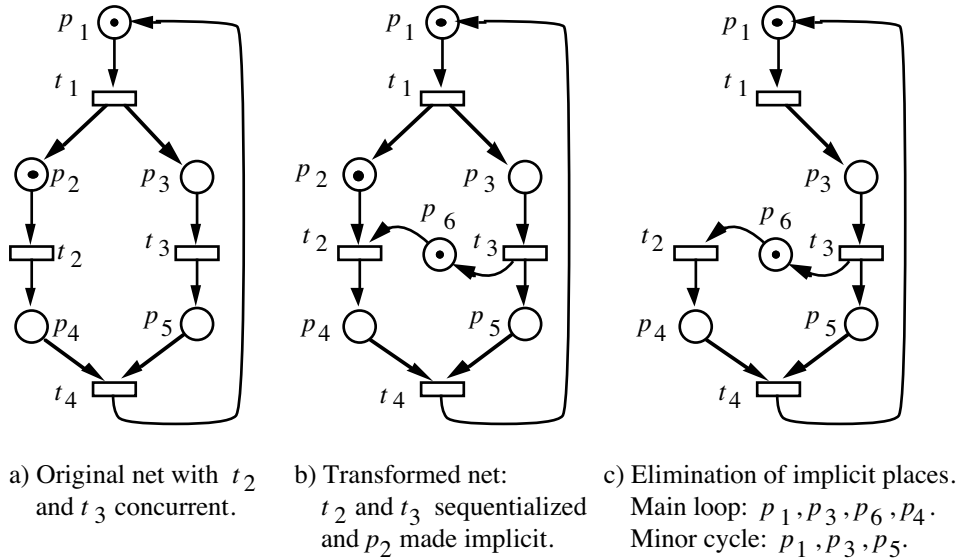 p1
p1
p1
t1
t1
t1
p2
p3
p2
p3
p3
p6
p6
t2
t3
t2
t3
t2
t3
p4
p5
p4
p5
p4
p5
t4
t4
t4
a) Original net with t2
and t3 concurrent.
b) Transformed net:
t2 and t3 sequentialized
and p2 made implicit.
c) Elimination of implicit places.
Main loop: p1, p3, p6, p4.
Minor cycle: p1, p3, p5.